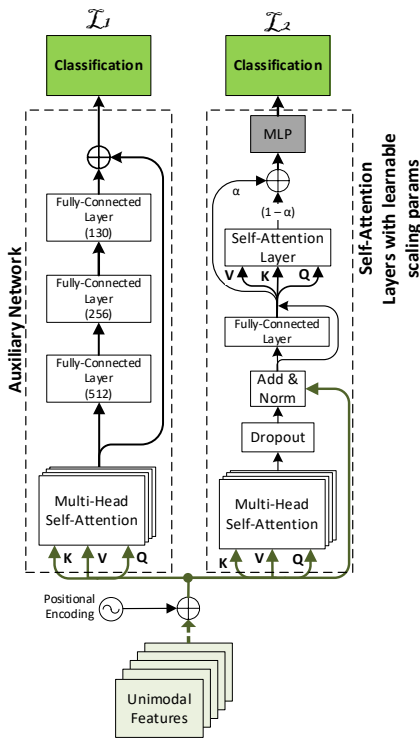 ℒ1
ℒ2
Classification
Classification
MLP
α
(1 – α)
Fully-Connected
Layer
(130)
Self-Attention
Layer
V
K
Q
Fully-Connected
Layer
(256)
Fully-Connected
Layer
Fully-Connected
Layer
(512)
Add &
Norm
Dropout
Multi-Head
Self-Attention
Multi-Head
Self-Attention
K
V
Q
K
V
Q
Auxiliary Network
Self-Attention
Layers with learnable
scaling params
Positional
Encoding
Unimodal
Features